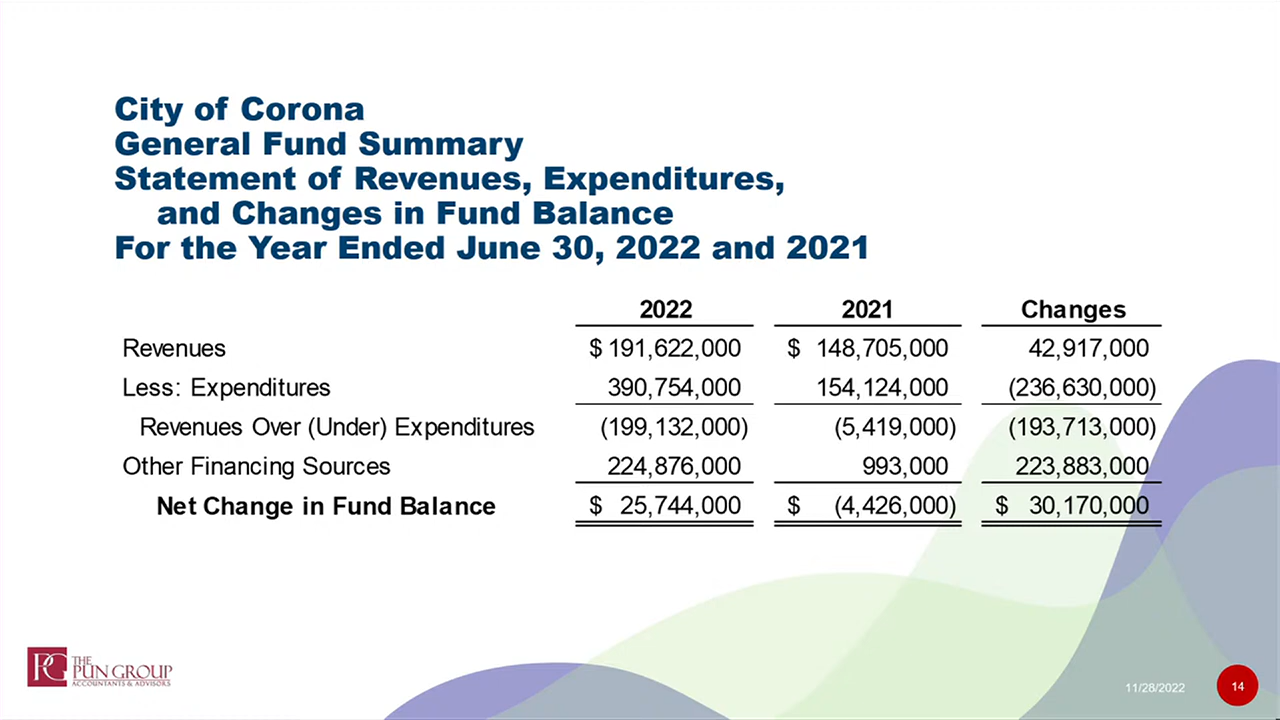 City of Corona
General Fund Summary
Statement of Revenues, Expenditures,
and Changes in Fund Balance
For the Year Ended June 30, 2022 and 2021
2022 2021 Changes
Revenues $ 191,622,000 $ 148,705,000 42,917,000
Less: Expenditures 390,754,000 154,124,000 (236,630,000)
Revenues Over (Under) Expenditures (199,132,000) (5,419,000) (193,713,000)
Other Financing Sources 224,876,000 993,000 223,883,000
Net Change in Fund Balance $ 25,744,000 $ (4,426,000) $ 30,170,000
PG THE
PUN GROUP
ACCOUNTANTS & ADVISORS
11/28/2022 14